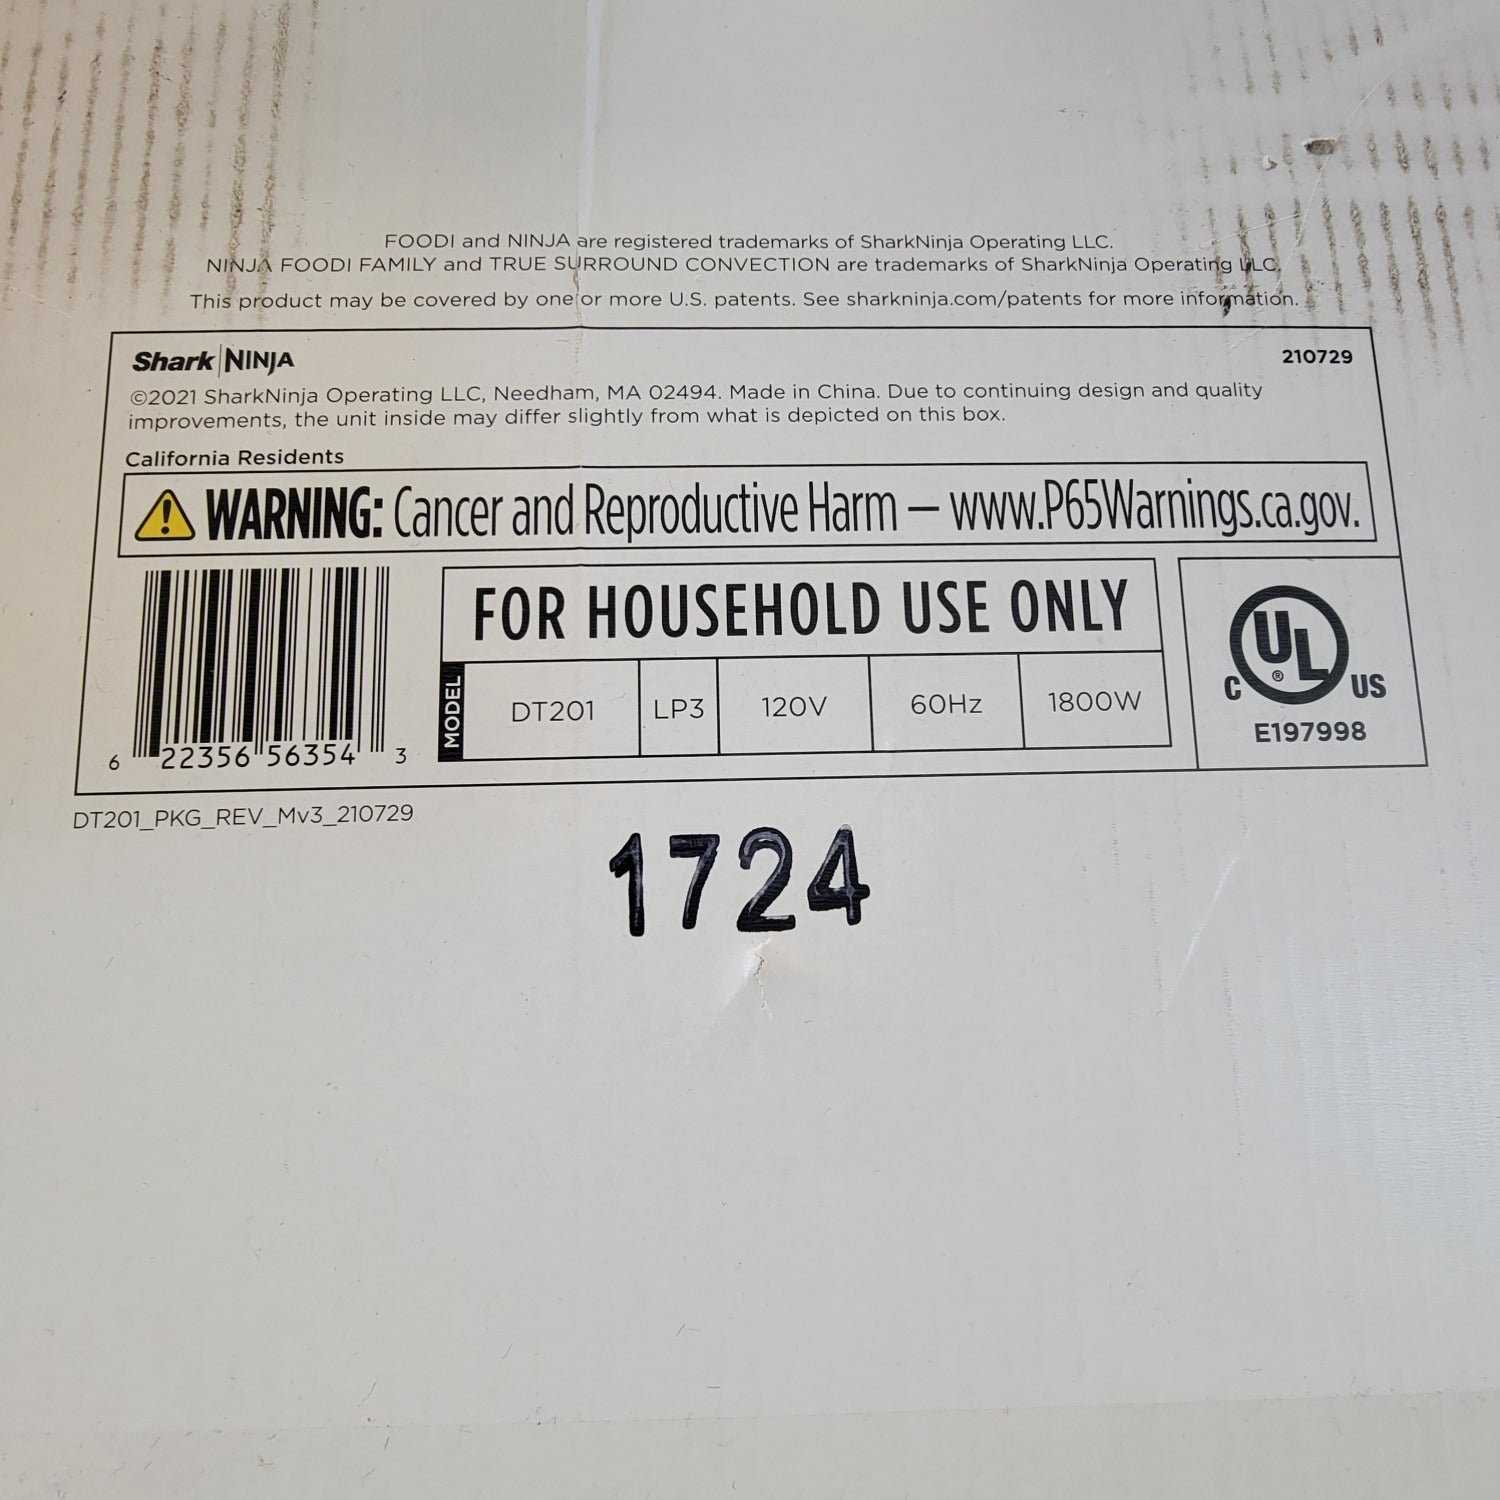 FOODI and NINJA are registered trademarks of SharkNinja Operating LLC.
NINJA FOODI FAMILY and TRUE SURROUND CONVECTION are trademarks of SharkNinja Operating LLC.
This product may be covered by one or more U.S. patents. See sharkninja.com/patents for more information.
Shark NINJA
210729
©2021 SharkNinja Operating LLC, Needham, MA 02494. Made in China. Due to continuing design and quality
improvements, the unit inside may differ slightly from what is depicted on this box.
California Residents
WARNING: Cancer and Reproductive Harm — www.P65Warnings.ca.gov.
6 22356 56354 3
FOR HOUSEHOLD USE ONLY
MODEL DT201 LP3 120V 60Hz 1800W
C UL ® US
E197998
DT201_PKG_REV_Mv3_210729
1724